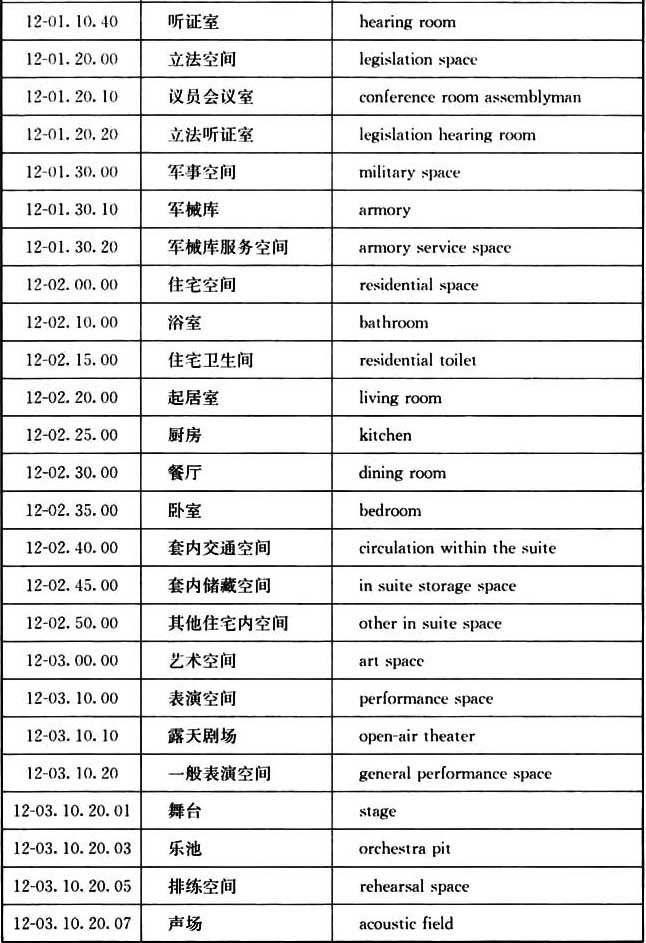 12-01. 10. 40 听证室 hearing room
12-01. 20. 00 立法空间 legislation space
12-01. 20. 10 议员会议室 conference room assemblyman
12-01. 20. 20 立法听证室 legislation hearing room
12-01. 30. 00 军事空间 military space
12-01. 30. 10 军械库 armory
12-01. 30. 20 军械库服务空间 armory service space
12-02. 00. 00 住宅空间 residential space
12-02. 10. 00 浴室 bathroom
12-02. 15. 00 住宅卫生间 residential toilet
12-02. 20. 00 起居室 living room
12-02. 25. 00 厨房 kitchen
12-02. 30. 00 餐厅 dining room
12-02. 35. 00 卧室 bedroom
12-02. 40. 00 套内交通空间 circulation within the suite
12-02. 45. 00 套内储藏空间 in suite storage space
12-02. 50. 00 其他住宅内空间 other in suite space
12-03. 00. 00 艺术空间 art space
12-03. 10. 00 表演空间 performance space
12-03. 10. 10 露天剧场 open-air theater
12-03. 10. 20 一般表演空间 general performance space
12-03. 10. 20. 01 舞台 stage
12-03. 10. 20. 03 乐池 orchestra pit
12-03. 10. 20. 05 排练空间 rehearsal space
12-03. 10. 20. 07 声场 acoustic field